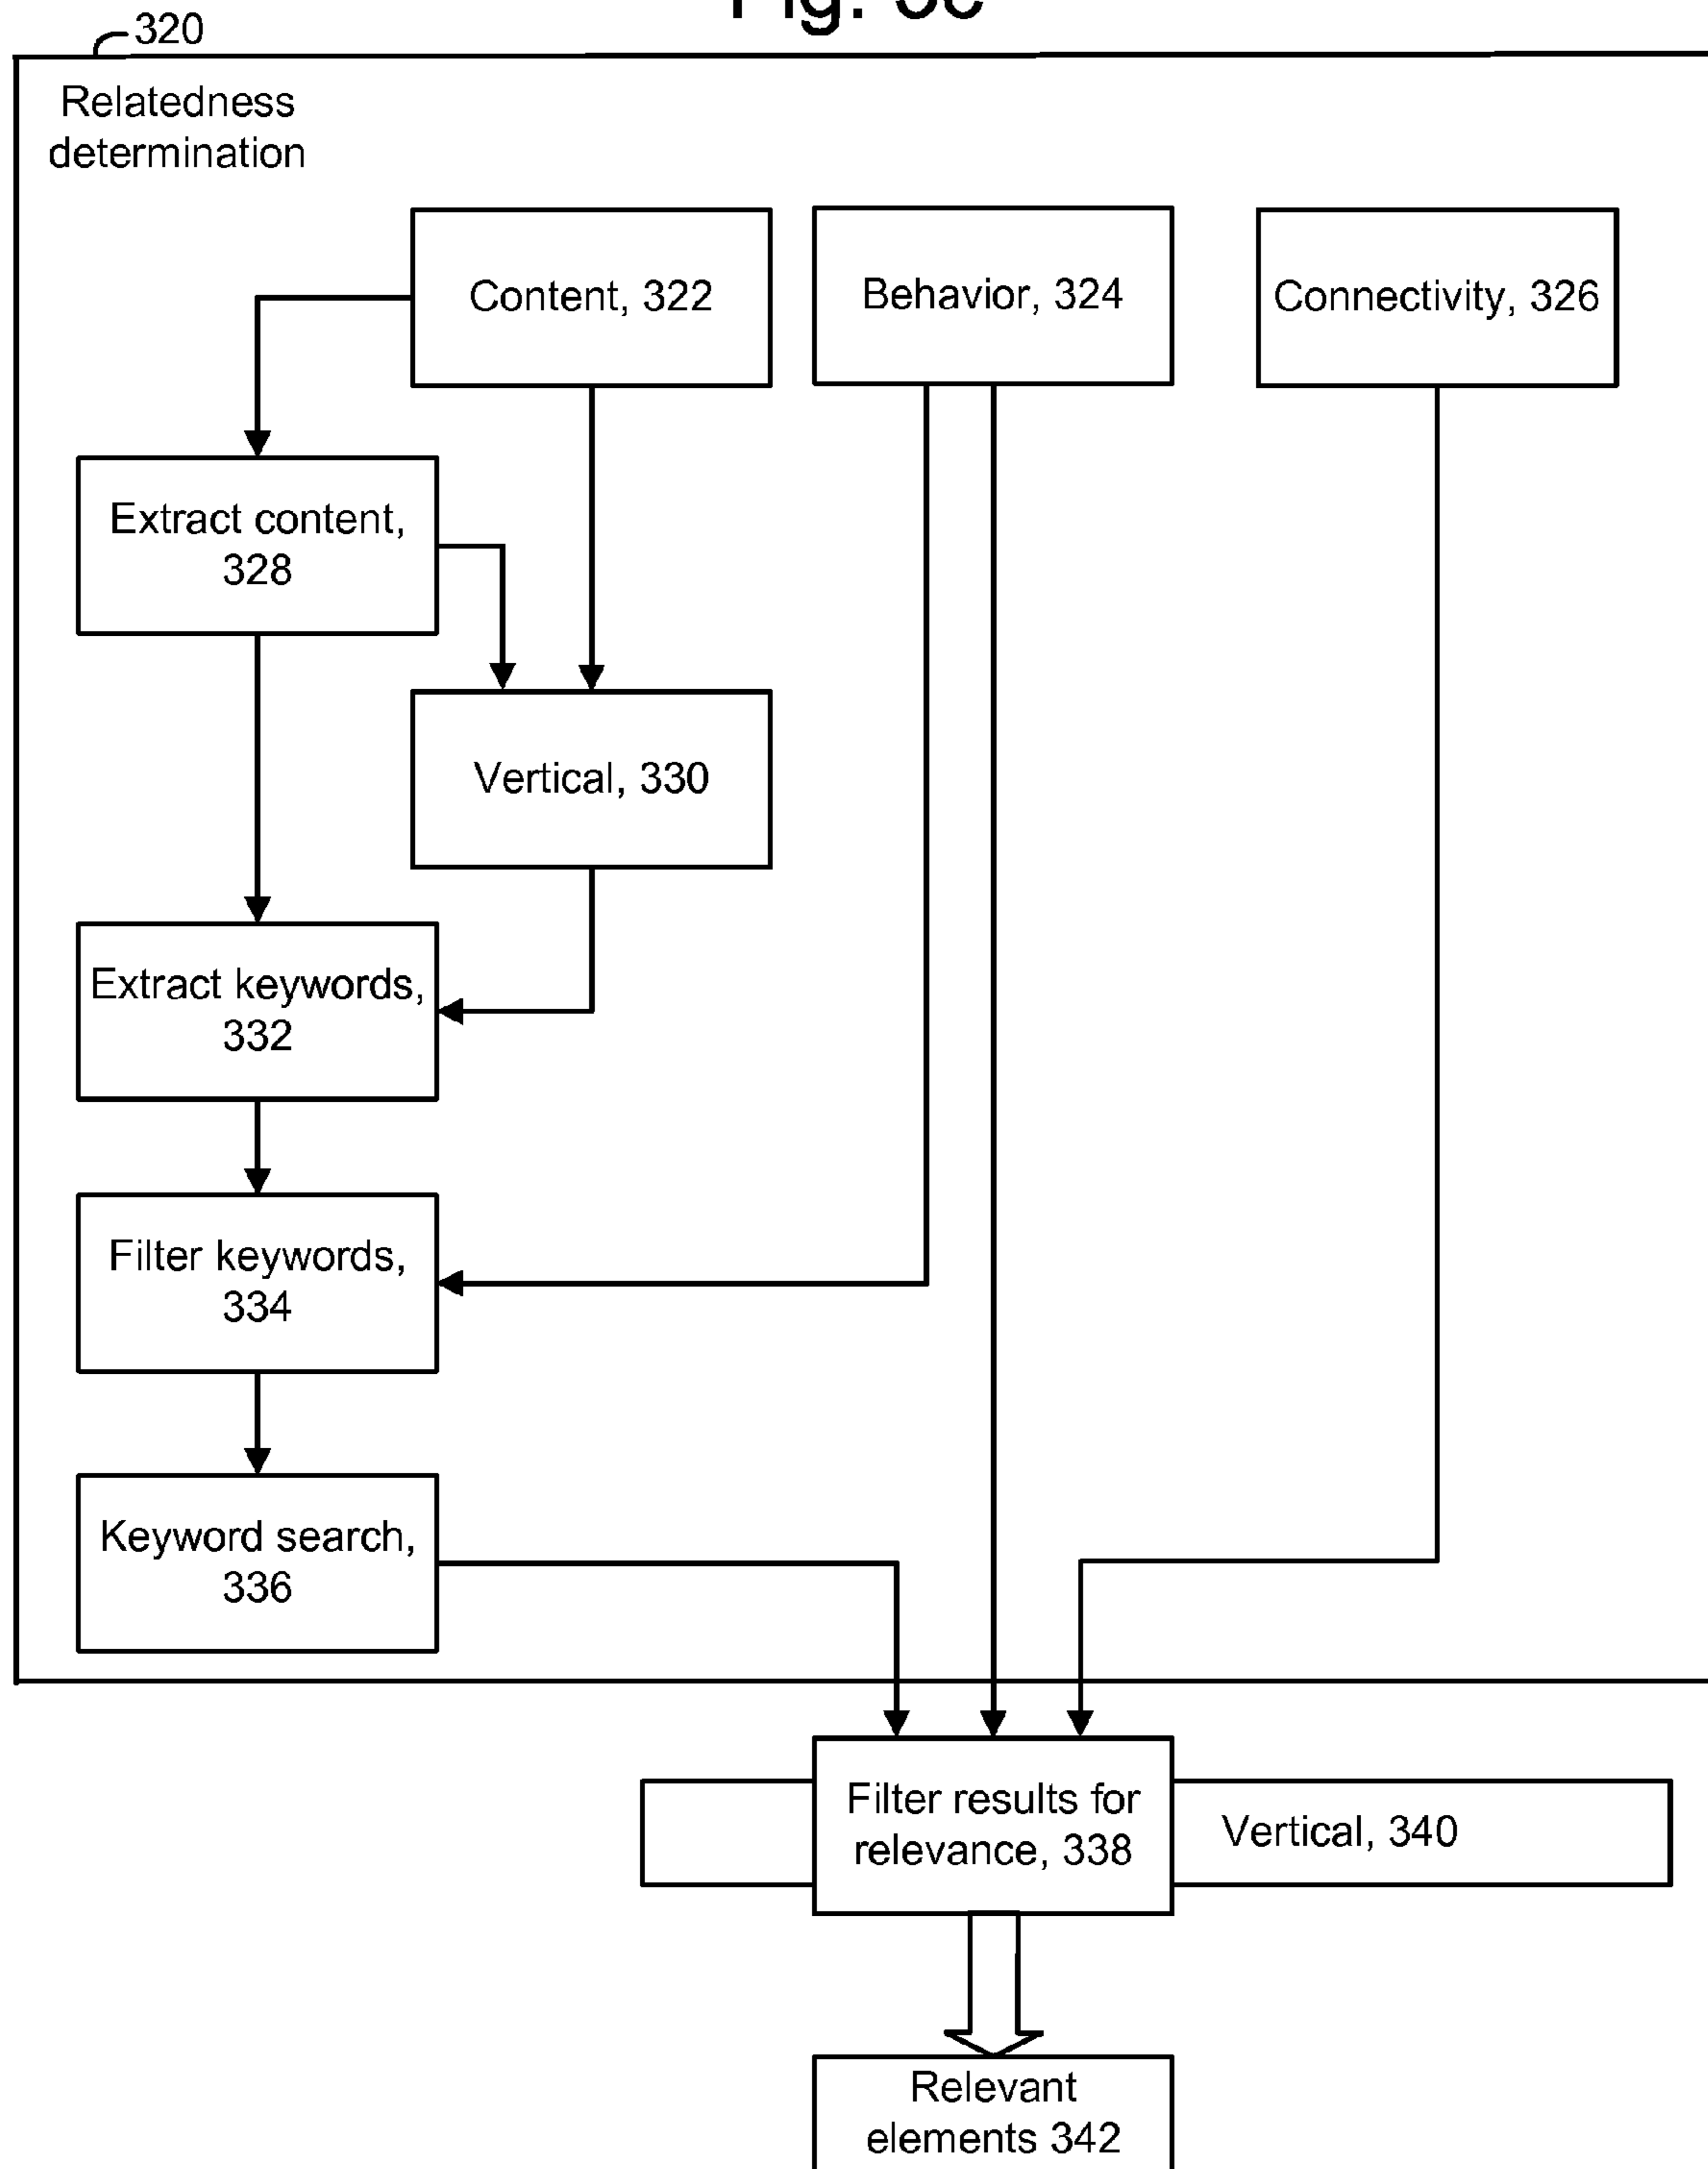 320
Relatedness
determination
Content, 322
Behavior, 324
Connectivity, 326
Extract content,
328
Vertical, 330
Extract keywords,
332
Filter keywords,
334
Keyword search,
336
Filter results for
relevance, 338
Vertical, 340
Relevant
elements 342